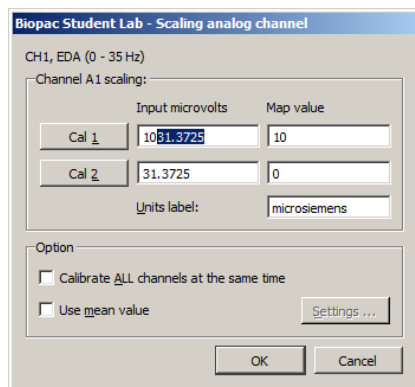 Biopac Student Lab - Scaling analog channel
CH1, EDA (0 - 35 Hz)
Channel A1 scaling:
Input microvolts Map value
Cal 1 1031.3725 10
Cal 2 31.3725 0
Units label: microsiemens
Option
Calibrate ALL channels at the same time
Use mean value Settings ...
OK Cancel